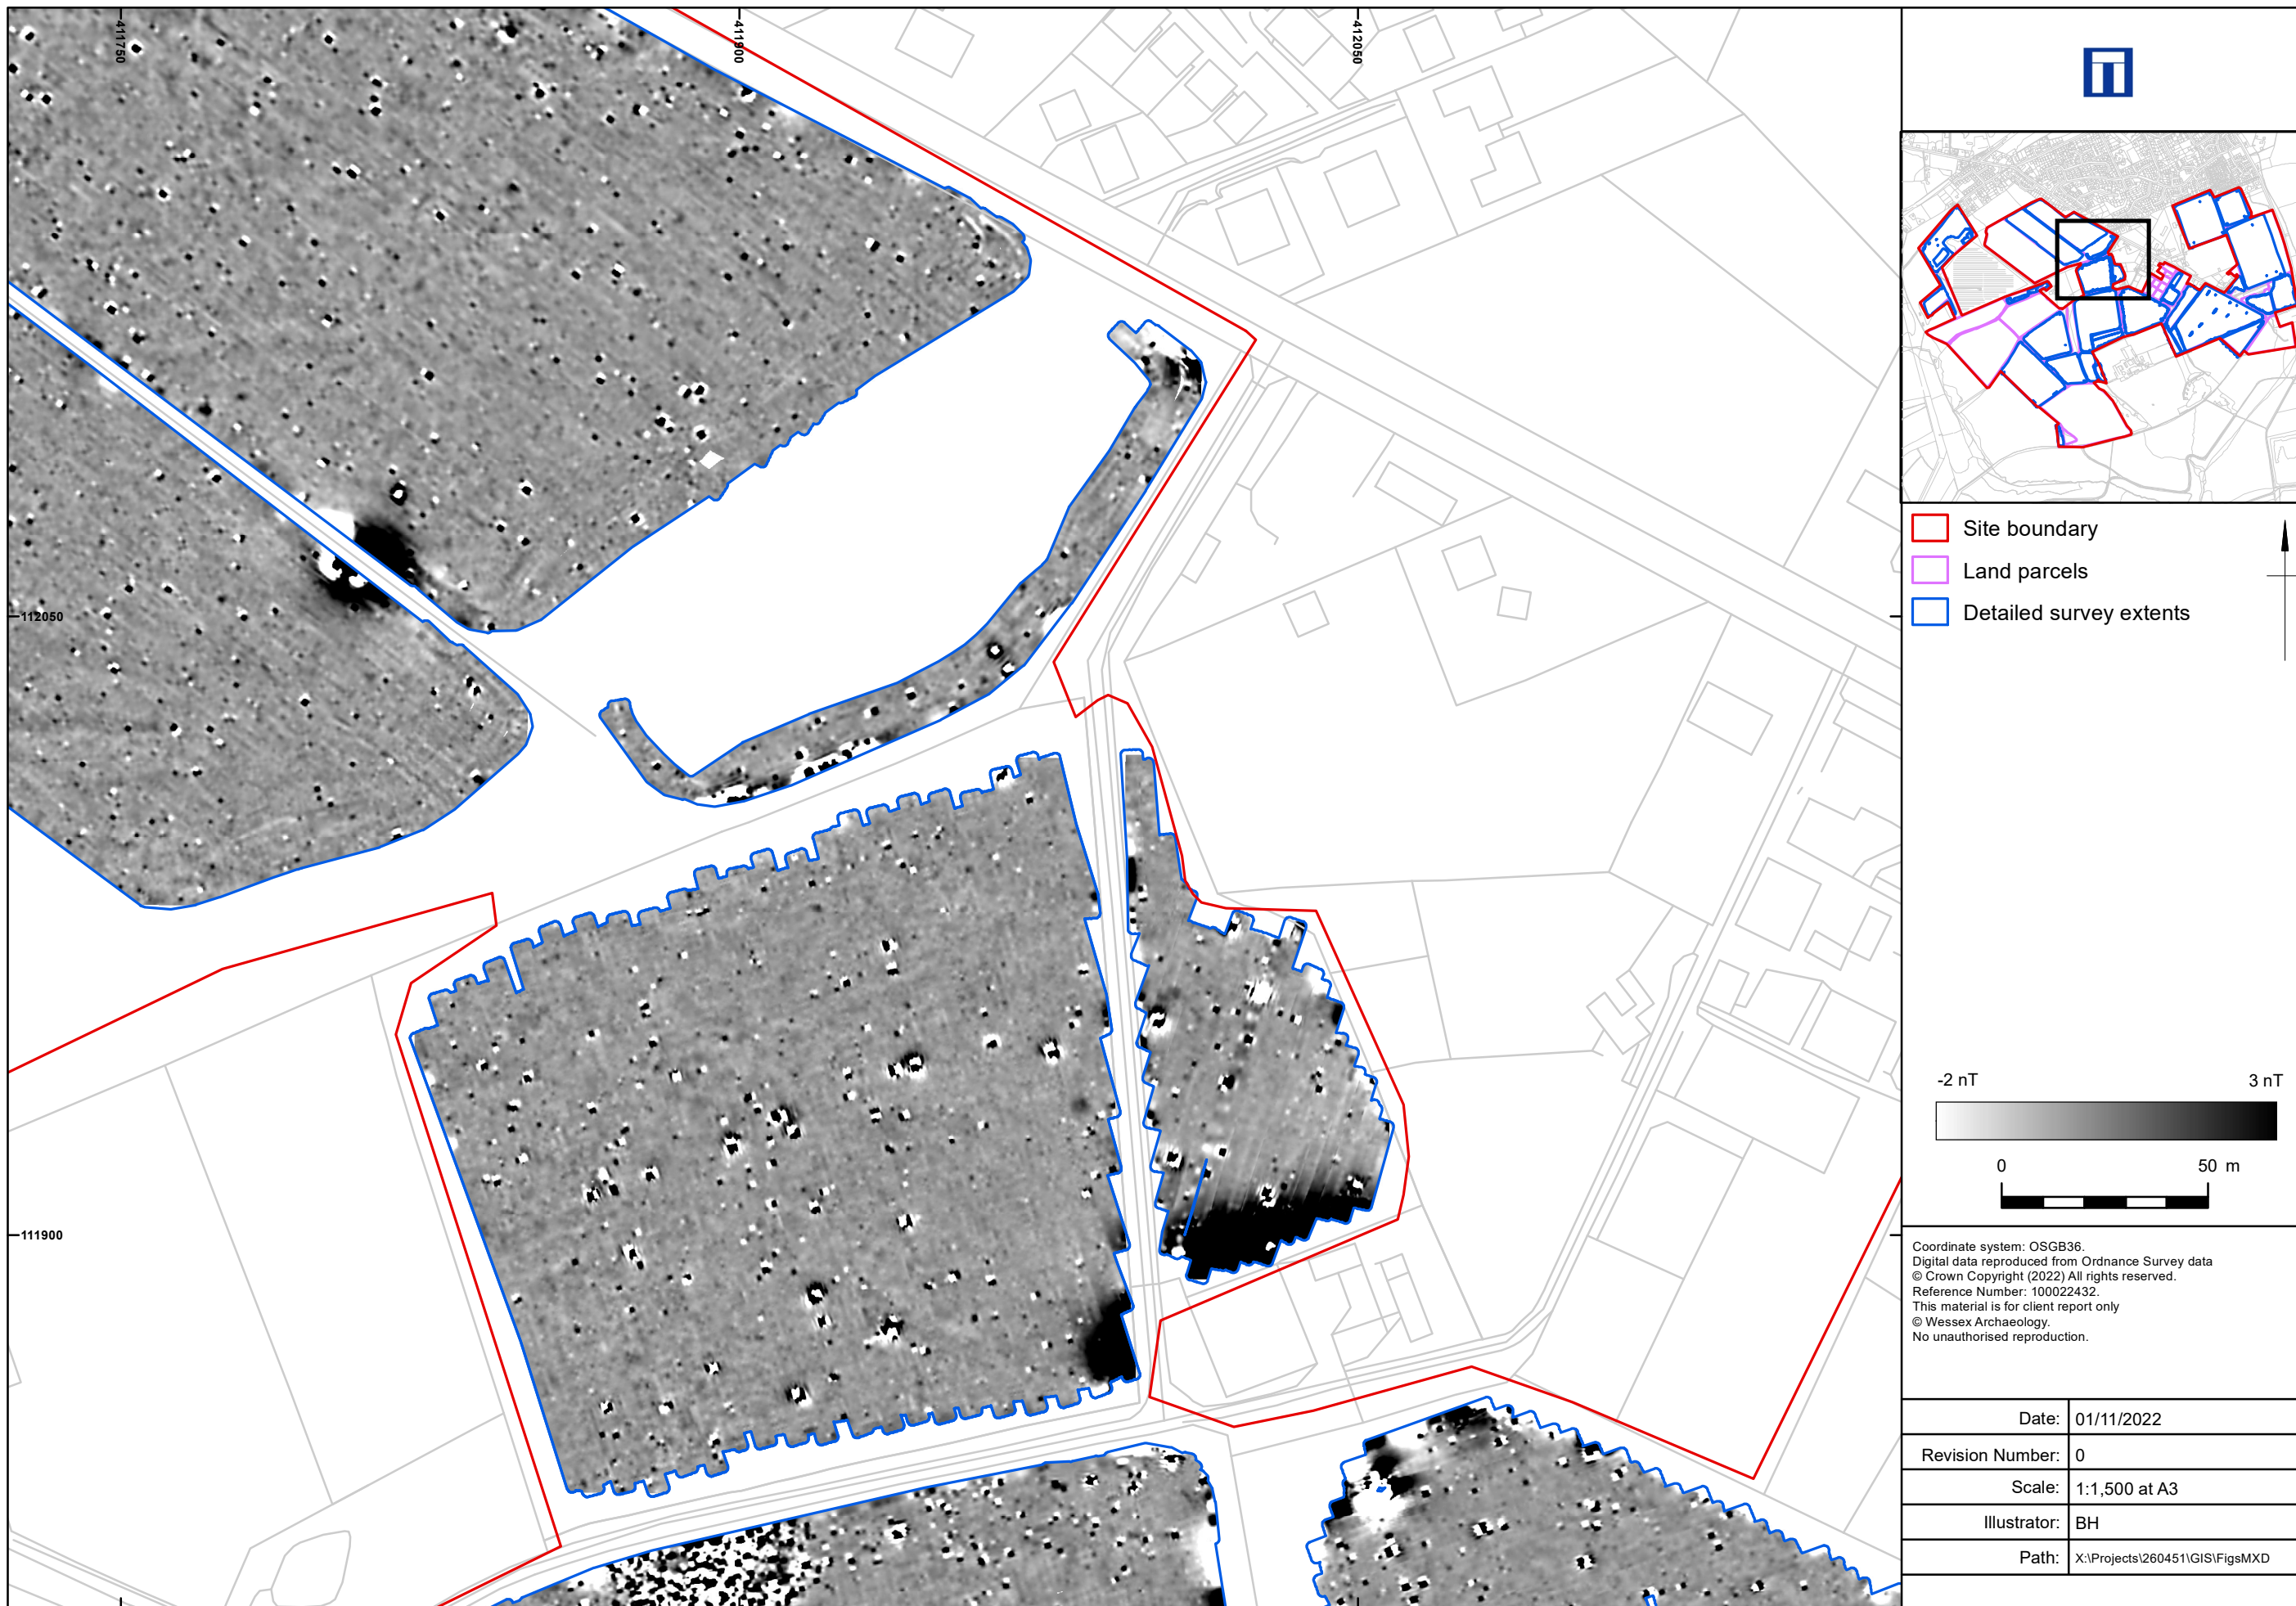 411750
411900
412050
112050
111900
Site boundary
Land parcels
Detailed survey extents
-2 nT 3 nT
0 50 m
Coordinate system: OSGB36.
Digital data reproduced from Ordnance Survey data
© Crown Copyright (2022) All rights reserved.
Reference Number: 100022432.
This material is for client report only
© Wessex Archaeology.
No unauthorised reproduction.
Date: 01/11/2022
Revision Number: 0
Scale: 1:1,500 at A3
Illustrator: BH
Path: X:\Projects\260451\GIS\FigsMXD